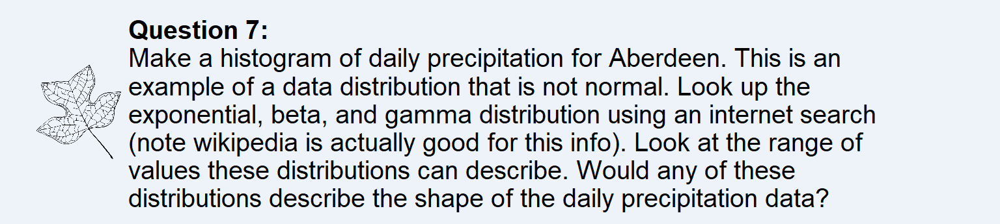 Question 7:
Make a histogram of daily precipitation for Aberdeen. This is an
example of a data distribution that is not normal. Look up the
exponential, beta, and gamma distribution using an internet search
(note wikipedia is actually good for this info). Look at the range of
values these distributions can describe. Would any of these
distributions describe the shape of the daily precipitation data?